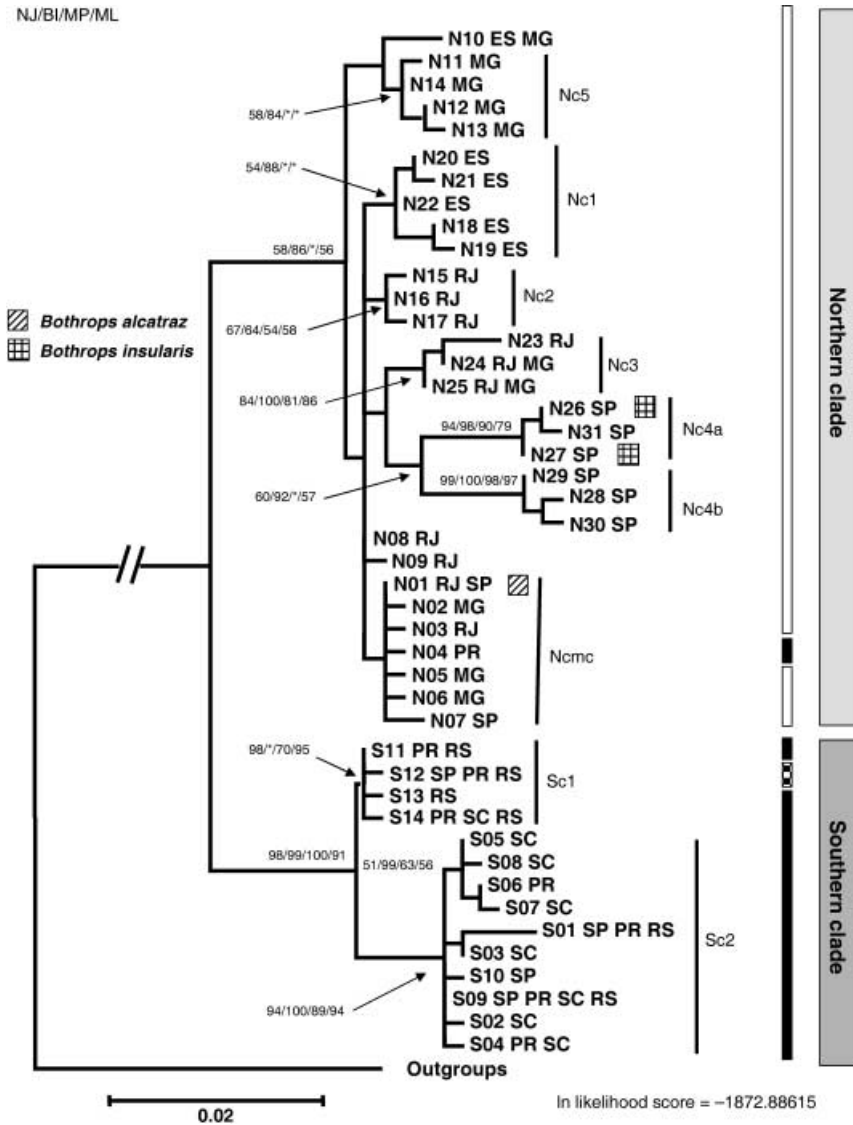 NJ/BI/MP/ML
N10 ES MG
N11 MG
N14 MG
N12 MG
N13 MG
Nc5
58/84/*/*
N20 ES
N21 ES
N22 ES
N18 ES
N19 ES
Nc1
54/88/*/*
58/86/*/56
N15 RJ
N16 RJ
N17 RJ
Nc2
67/64/54/58
Bothrops alcatraz
Bothrops insularis
N23 RJ
N24 RJ MG
N25 RJ MG
Nc3
84/100/81/86
N26 SP
N31 SP
N27 SP
Nc4a
94/98/90/79
N29 SP
N28 SP
N30 SP
Nc4b
99/100/98/97
60/92/*/57
N08 RJ
N09 RJ
N01 RJ SP
N02 MG
N03 RJ
N04 PR
N05 MG
N06 MG
N07 SP
Ncmc
Northern clade
98/*/70/95
S11 PR RS
S12 SP PR RS
S13 RS
S14 PR SC RS
Sc1
98/99/100/91
51/99/63/56
S05 SC
S08 SC
S06 PR
S07 SC
S01 SP PR RS
S03 SC
S10 SP
S09 SP PR SC RS
S02 SC
S04 PR SC
Sc2
94/100/89/94
Southern clade
Outgroups
0.02
ln likelihood score = –1872.88615